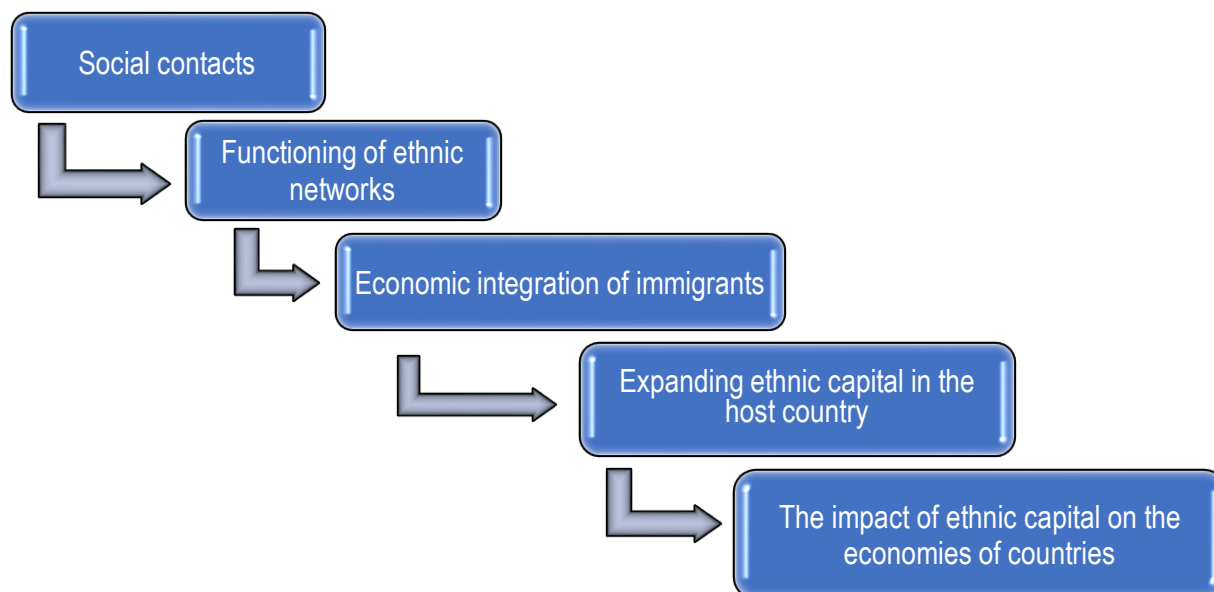 Social contacts
Functioning of ethnic
networks
Economic integration of immigrants
Expanding ethnic capital in the
host country
The impact of ethnic capital on the
economies of countries